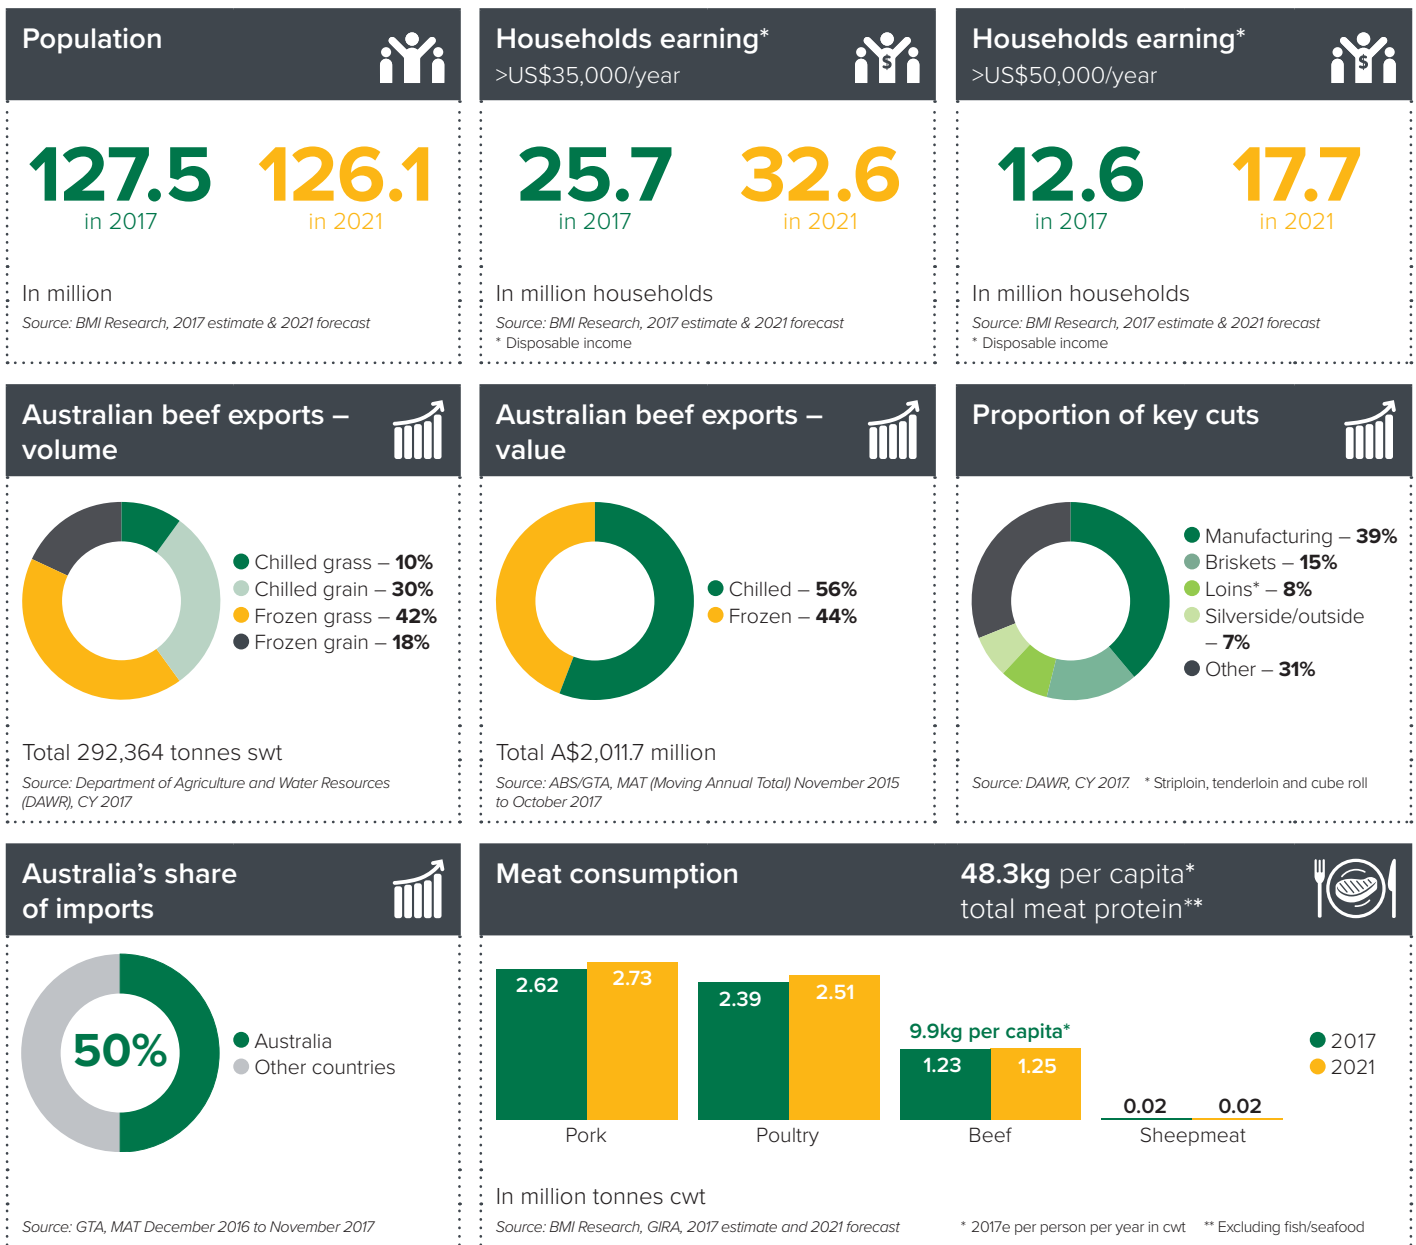 Population
127.5
in 2017
126.1
in 2021
In million
Source: BMI Research, 2017 estimate & 2021 forecast
Households earning*
>US$35,000/year
$
25.7
in 2017
32.6
in 2021
In million households
Source: BMI Research, 2017 estimate & 2021 forecast
* Disposable income
Households earning*
>US$50,000/year
$
12.6
in 2017
17.7
in 2021
In million households
Source: BMI Research, 2017 estimate & 2021 forecast
* Disposable income
Australian beef exports –
volume
Chilled grass – 10%
Chilled grain – 30%
Frozen grass – 42%
Frozen grain – 18%
Total 292,364 tonnes swt
Source: Department of Agriculture and Water Resources
(DAWR), CY 2017
Australian beef exports –
value
Chilled – 56%
Frozen – 44%
Total A$2,011.7 million
Source: ABS/GTA, MAT (Moving Annual Total) November 2015
to October 2017
Proportion of key cuts
Manufacturing – 39%
Briskets – 15%
Loins* – 8%
Silverside/outside
– 7%
Other – 31%
Source: DAWR, CY 2017. * Striploin, tenderloin and cube roll
Australia’s share
of imports
50%
Australia
Other countries
Source: GTA, MAT December 2016 to November 2017
Meat consumption
48.3kg per capita*
total meat protein**
2.62
2.73
2.39
2.51
9.9kg per capita*
1.23
1.25
0.02
0.02
Pork
Poultry
Beef
Sheepmeat
2017
2021
In million tonnes cwt
Source: BMI Research, GIRA, 2017 estimate and 2021 forecast
* 2017e per person per year in cwt ** Excluding fish/seafood